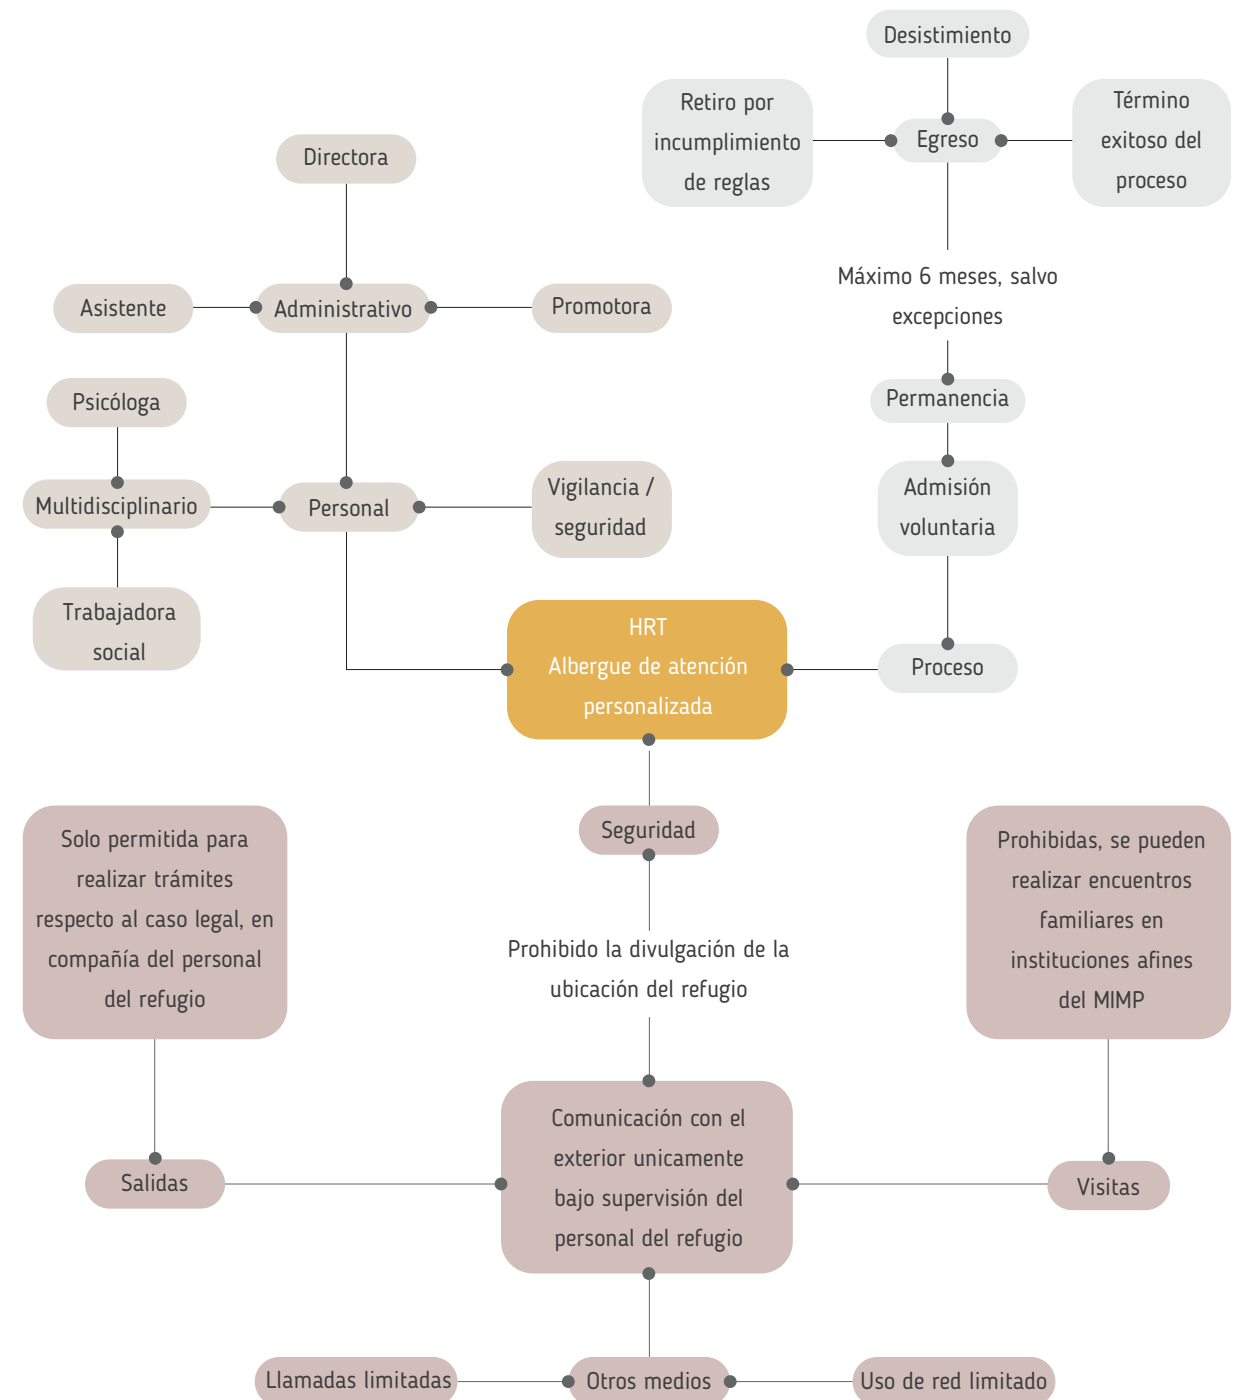 Desistimiento
Retiro por
incumplimiento
de reglas
Egreso
Término
exitoso del
proceso
Directora
Máximo 6 meses, salvo
excepciones
Asistente
Administrativo
Promotora
Psicóloga
Permanencia
Multidisciplinario
Personal
Vigilancia /
seguridad
Admisión
voluntaria
Trabajadora
social
HRT
Albergue de atención
personalizada
Proceso
Seguridad
Solo permitida para
realizar trámites
respecto al caso legal, en
compañía del personal
del refugio
Prohibidas, se pueden
realizar encuentros
familiares en
instituciones afines
del MIMP
Prohibido la divulgación de la
ubicación del refugio
Comunicación con el
exterior unicamente
bajo supervisión del
personal del refugio
Salidas
Visitas
Llamadas limitadas
Otros medios
Uso de red limitado